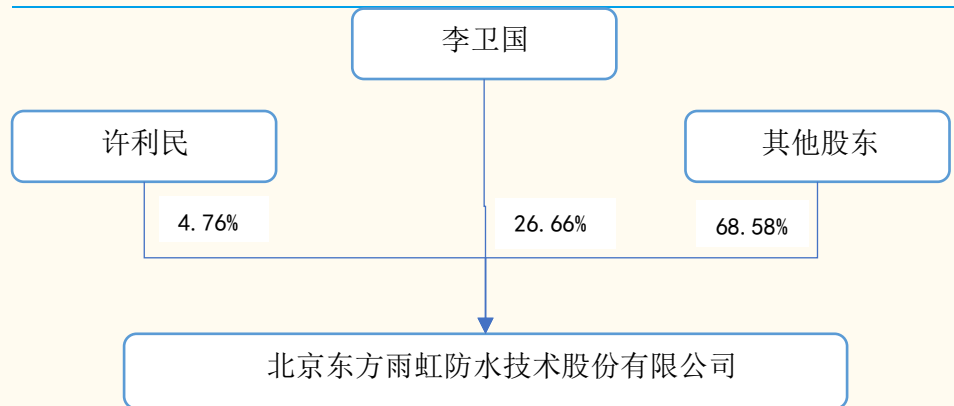 李卫国
许利民
其他股东
4.76%
26.66%
68.58%
北京东方雨虹防水技术股份有限公司